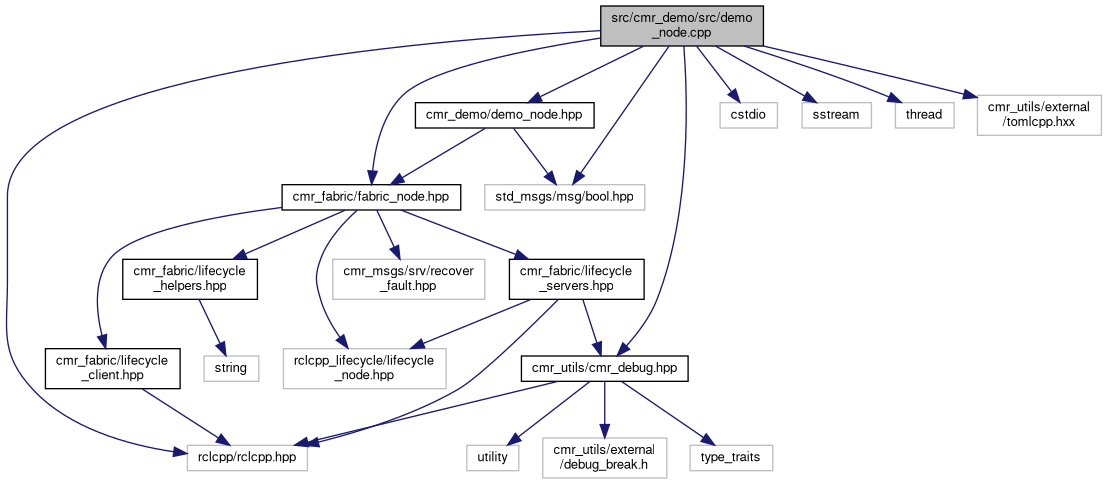 src/cmr_demo/src/demo
_node.cpp
cmr_demo/demo_node.hpp
cstdio
sstream
thread
cmr_utils/external
/tomlcpp.hxx
cmr_fabric/fabric_node.hpp
std_msgs/msg/bool.hpp
cmr_fabric/lifecycle
_helpers.hpp
cmr_msgs/srv/recover
_fault.hpp
cmr_fabric/lifecycle
_servers.hpp
cmr_fabric/lifecycle
_client.hpp
string
rclcpp_lifecycle/lifecycle
_node.hpp
cmr_utils/cmr_debug.hpp
rclcpp/rclcpp.hpp
utility
cmr_utils/external
/debug_break.h
type_traits